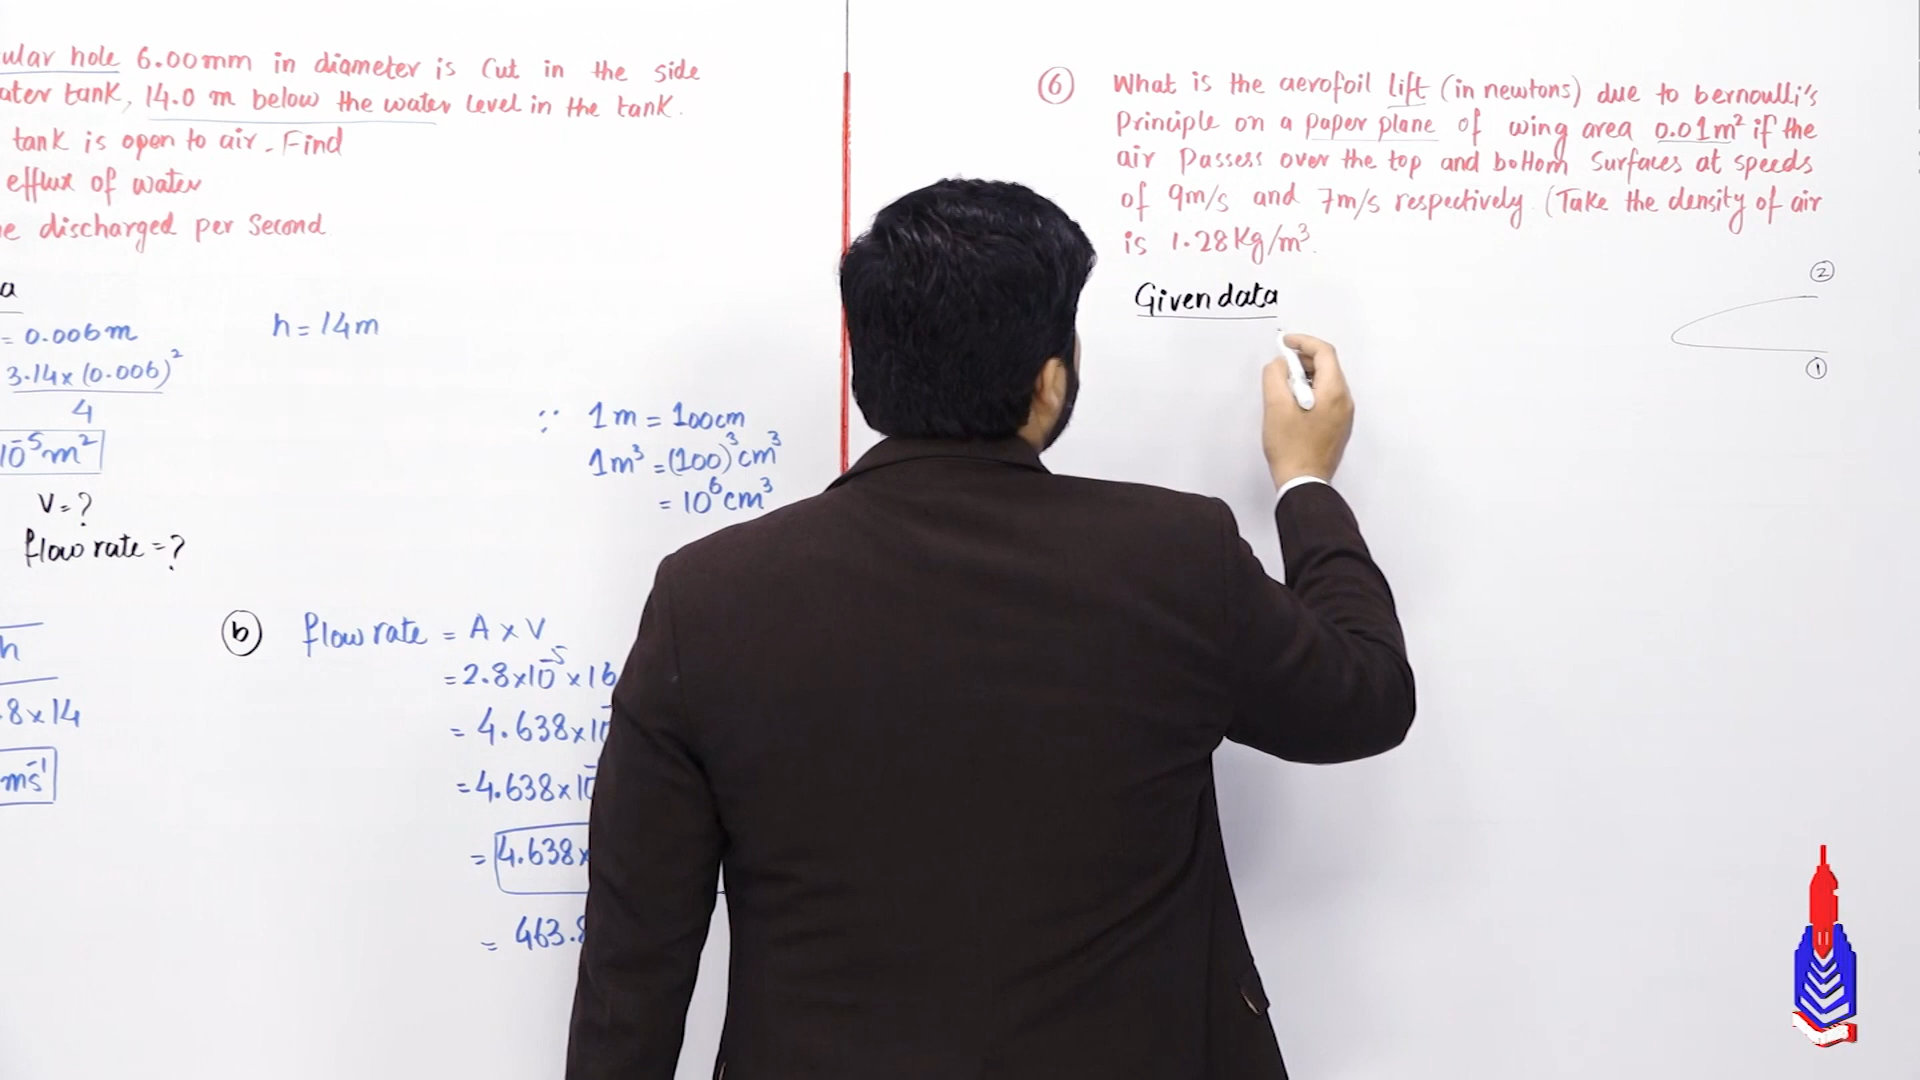 ular hole 6.00mm in diameter is Cut in the side
ater tank, 14.0 m below the water level in the tank.
tank is open to air. Find
efflux of water
e discharged per Second
a
= 0.006m
h = 14m
3.14x (0.006)²
4
10⁻⁵m²
V=?
flow rate =?
h
8x14
ms⁻¹
∵ 1m = 100cm
1m³ = (100)³cm³
= 10⁶cm³
b
flow rate = A x V
= 2.8x10⁻⁵ x 16
= 4.638x10
= 4.638x10
= 4.638x
= 463.8
6 What is the aerofoil lift (in newtons) due to bernoulli's
Principle on a paper plane of wing area 0.01m² if the
air Passess over the top and bottom Surfaces at speeds
of 9m/s and 7m/s respectively. (Take the density of air
is 1.28Kg/m³.
Given data
2
1